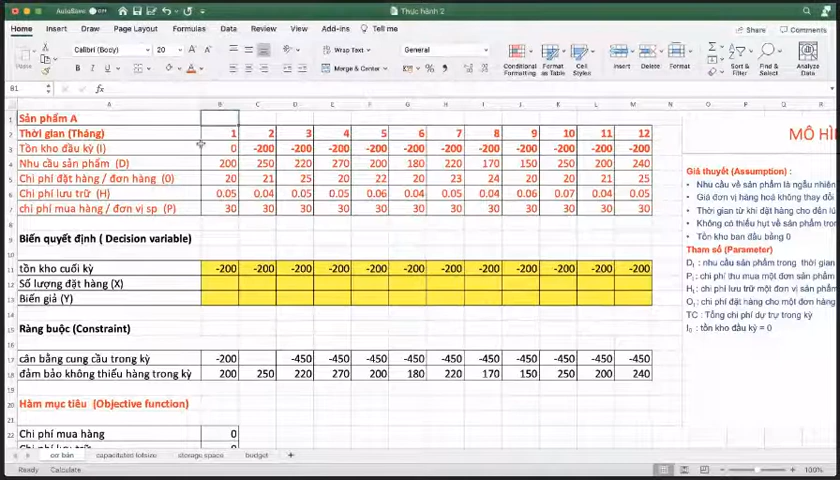 AutoSave OFF
Thực hành 2
Home Insert Draw Page Layout Formulas Data Review View Add-ins Tell me
Share Comments
Paste
Calibri (Body) 20
Wrap Text
General
Merge & Center
Conditional Formatting
Format as Table
Cell Styles
Insert
Delete
Format
Sort & Filter
Find & Select
Analyze Data
B1 fx
A B C D E F G H I J K L M N O P Q R
1 Sản phẩm A
2 Thời gian (Tháng) 1 2 3 4 5 6 7 8 9 10 11 12
3 Tồn kho đầu kỳ (I) 0 -200 -200 -200 -200 -200 -200 -200 -200 -200 -200 -200
4 Nhu cầu sản phẩm (D) 200 250 220 270 200 180 220 170 150 250 200 240
5 Chi phí đặt hàng / đơn hàng (0) 20 21 25 20 22 20 23 24 20 20 21 25
6 Chi phí lưu trữ (H) 0.05 0.04 0.05 0.05 0.06 0.04 0.05 0.04 0.06 0.07 0.04 0.05
7 chi phí mua hàng / đơn vị sp (P) 30 30 30 30 30 30 30 30 30 30 30 30
8
9 Biến quyết định ( Decision variable)
10
11 tồn kho cuối kỳ -200 -200 -200 -200 -200 -200 -200 -200 -200 -200 -200 -200
12 Số lượng đặt hàng (X)
13 Biến giả (Y)
14
15 Ràng buộc (Constraint)
16
17 cân bằng cung cầu trong kỳ -200 -450 -450 -450 -450 -450 -450 -450 -450 -450 -450
18 đảm bảo không thiếu hàng trong kỳ 200 250 220 270 200 180 220 170 150 250 200 240
19
20 Hàm mục tiêu (Objective function)
21
22 Chi phí mua hàng 0
MÔ HÌN
Giả thuyết (Assumption) :
• Nhu cầu về sản phẩm là ngẫu nhiên
• Giá đơn vị hàng hoá không thay đổi
• Thời gian từ khi đặt hàng cho đến lú
• Không có thiếu hụt về sản phẩm
• Tồn kho ban đầu bằng 0
Tham số (Parameter)
: nhu cầu sản phẩm trong thời gian
: chi phí thu mua một đơn sản phẩm
: chi phí lưu trữ một đơn vị sản phẩm
: chi phí đặt hàng cho một đơn hàng
TC : Tổng chi phí dự trự trong kỳ
I₀ : tồn kho đầu kỳ = 0
cơ bản capacitated lotsize storage space budget +
Ready Calculate 100%